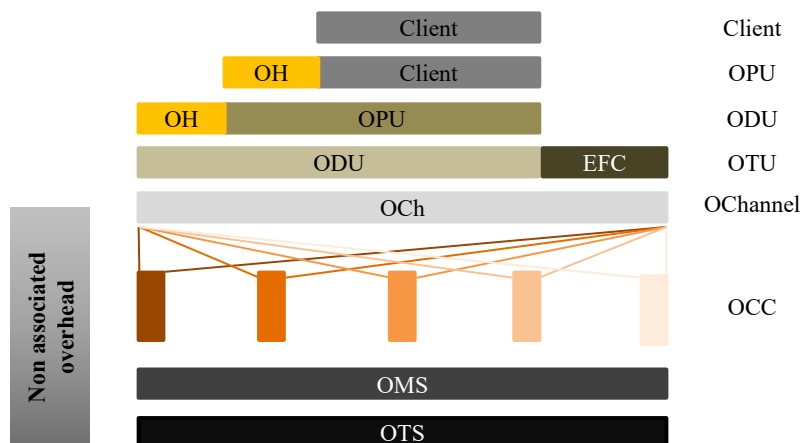 Client Client
OH Client OPU
OH OPU ODU
ODU EFC OTU
OCh OChannel
OCC
OMS
OTS
Non associated
overhead